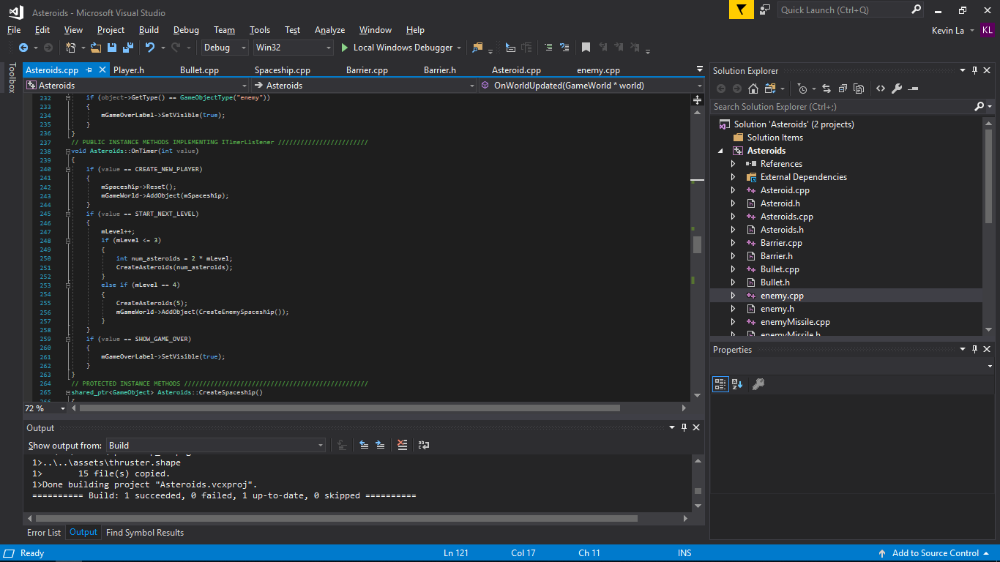 Asteroids - Microsoft Visual Studio
Quick Launch (Ctrl+Q)
File Edit View Project Build Debug Team Tools Test Analyze Window Help
Kevin La KL
Debug Win32 Local Windows Debugger
Toolbox
Asteroids.cpp Player.h Bullet.cpp Spaceship.cpp Barrier.cpp Barrier.h Asteroid.cpp enemy.cpp
Asteroids Asteroids OnWorldUpdated(GameWorld * world)
232 if (object->GetType() == GameObjectType("enemy"))
233 {
234 mGameOverLabel->SetVisible(true);
235 }
236 }
237 // PUBLIC INSTANCE METHODS IMPLEMENTING ITimerListener ////////////////////////
238 void Asteroids::OnTimer(int value)
239 {
240 if (value == CREATE_NEW_PLAYER)
241 {
242 mSpaceship->Reset();
243 mGameWorld->AddObject(mSpaceship);
244 }
245 if (value == START_NEXT_LEVEL)
246 {
247 mLevel++;
248 if (mLevel <= 3)
249 {
250 int num_asteroids = 2 * mLevel;
251 CreateAsteroids(num_asteroids);
252 }
253 else if (mLevel == 4)
254 {
255 CreateAsteroids(5);
256 mGameWorld->AddObject(CreateEnemySpaceship());
257 }
258 }
259 if (value == SHOW_GAME_OVER)
260 {
261 mGameOverLabel->SetVisible(true);
262 }
263 }
264 // PROTECTED INSTANCE METHODS /////////////////////////////////////////////////
265 shared_ptr<GameObject> Asteroids::CreateSpaceship()
72 %
Output
Show output from: Build
1>..\..\assets\thruster.shape
1> 15 file(s) copied.
1>Done building project "Asteroids.vcxproj".
========== Build: 1 succeeded, 0 failed, 1 up-to-date, 0 skipped ==========
Error List Output Find Symbol Results
Solution Explorer
Search Solution Explorer (Ctrl+;)
Solution 'Asteroids' (2 projects)
Solution Items
Asteroids
References
External Dependencies
Asteroid.cpp
Asteroid.h
Asteroids.cpp
Asteroids.h
Barrier.cpp
Barrier.h
Bullet.cpp
Bullet.h
enemy.cpp
enemy.h
enemyMissile.cpp
enemyMissile.h
Properties
Ready Ln 121 Col 17 Ch 11 INS Add to Source Control